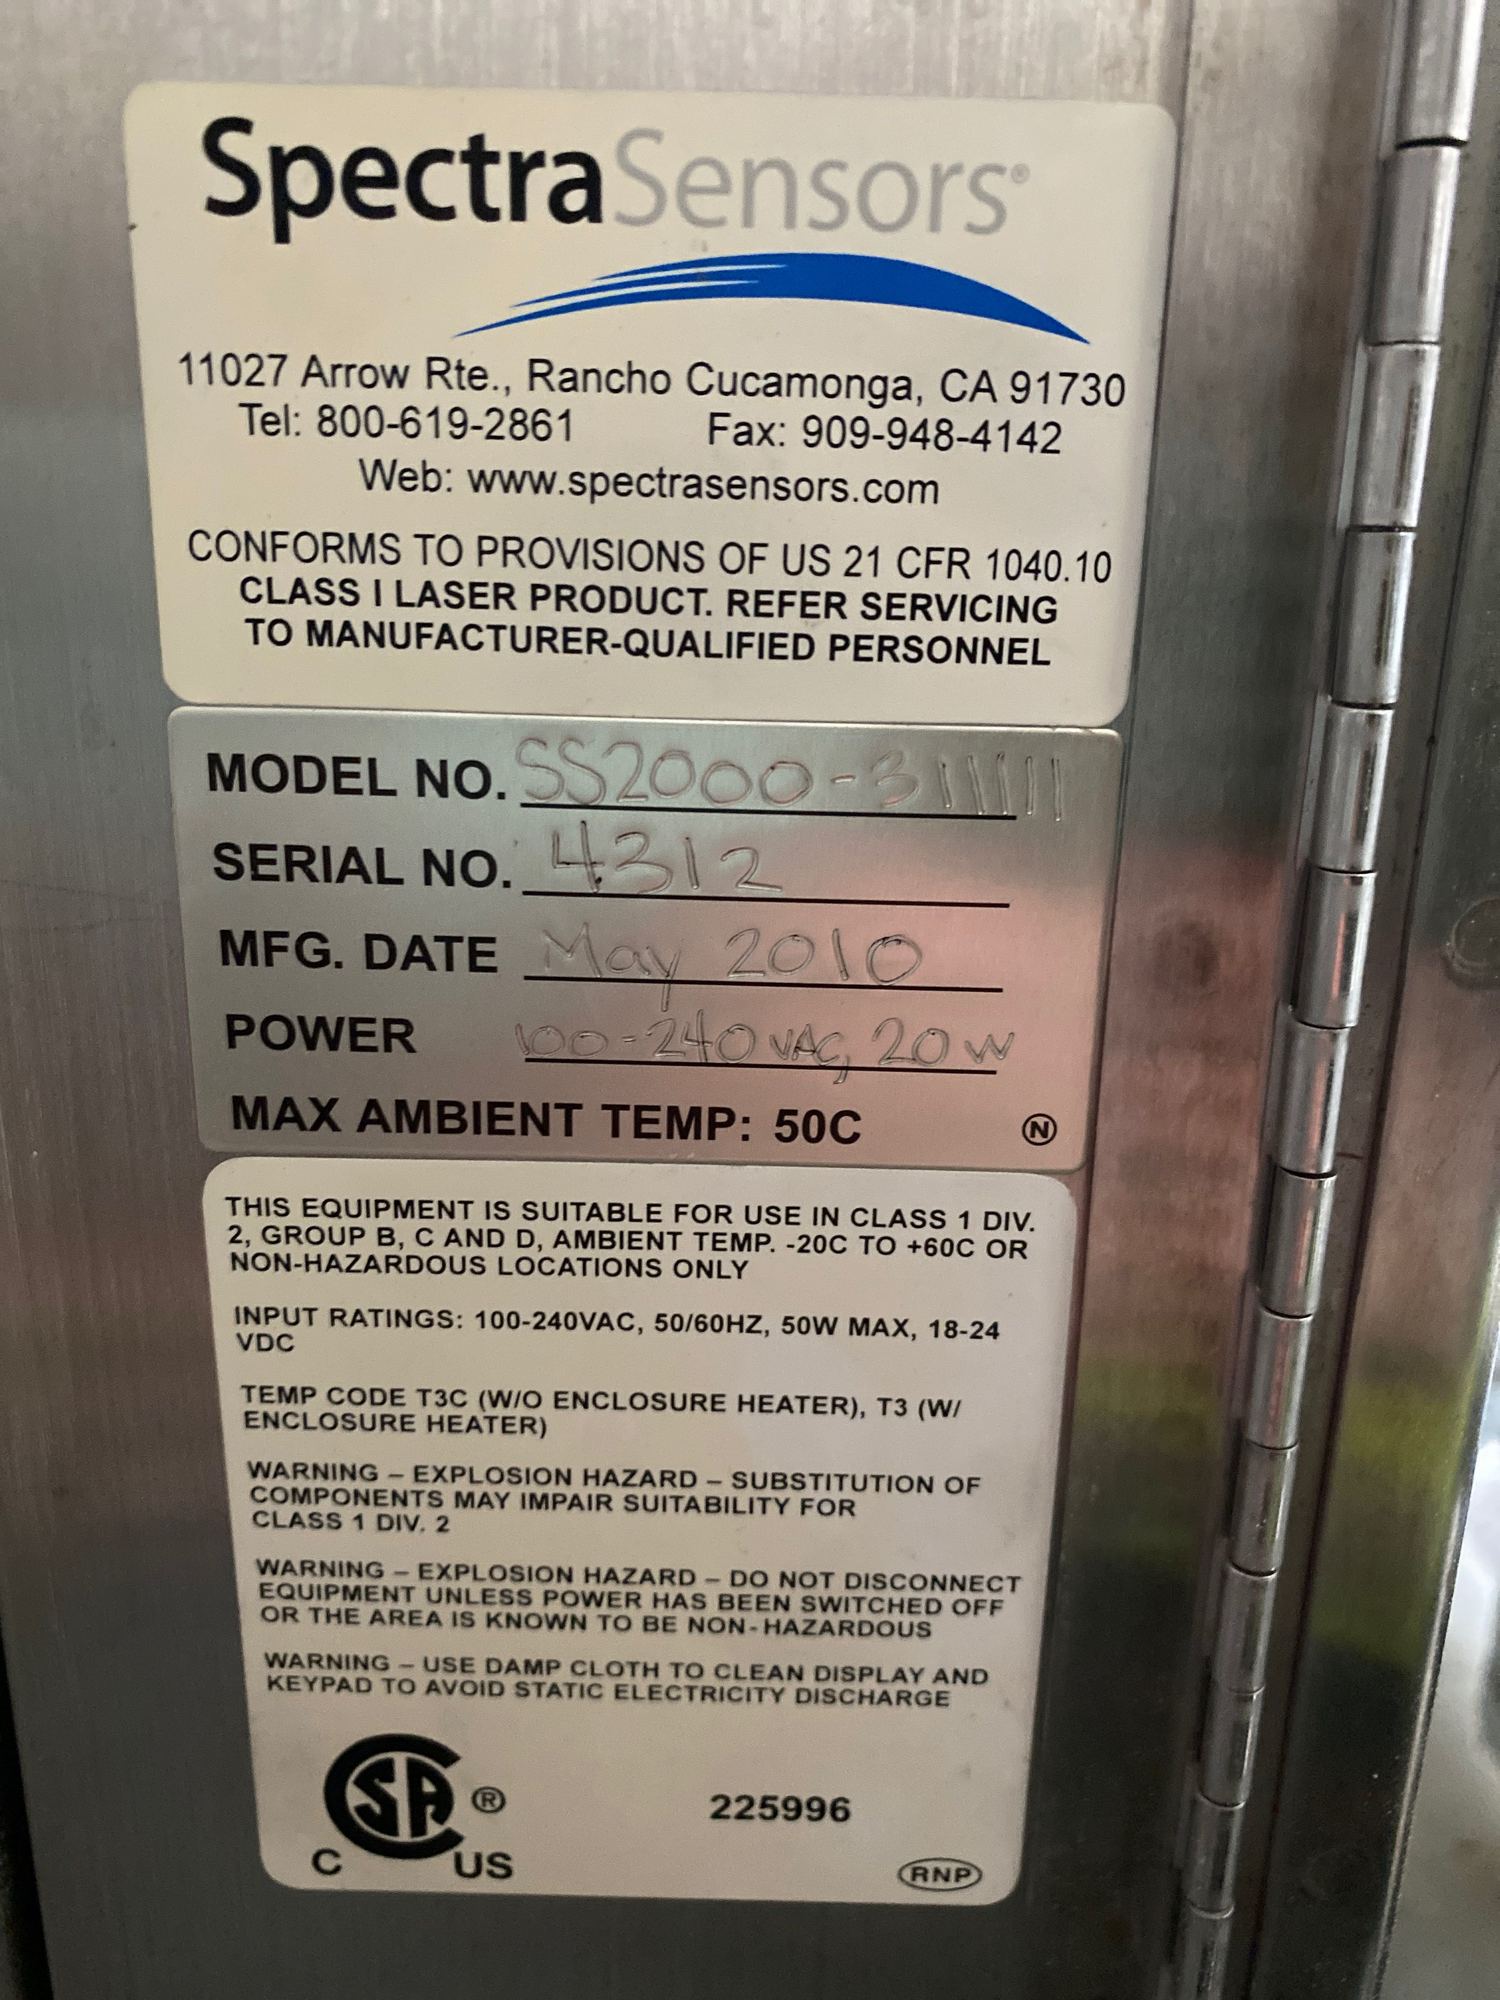 SpectraSensors®
11027 Arrow Rte., Rancho Cucamonga, CA 91730
Tel: 800-619-2861 Fax: 909-948-4142
Web: www.spectrasensors.com
CONFORMS TO PROVISIONS OF US 21 CFR 1040.10
CLASS I LASER PRODUCT. REFER SERVICING
TO MANUFACTURER-QUALIFIED PERSONNEL
MODEL NO. SS2000-3111111
SERIAL NO. 4312
MFG. DATE May 2010
POWER 100-240 VAC, 20 W
MAX AMBIENT TEMP: 50C N
THIS EQUIPMENT IS SUITABLE FOR USE IN CLASS 1 DIV.
2, GROUP B, C AND D, AMBIENT TEMP. -20C TO +60C OR
NON-HAZARDOUS LOCATIONS ONLY
INPUT RATINGS: 100-240VAC, 50/60HZ, 50W MAX, 18-24
VDC
TEMP CODE T3C (W/O ENCLOSURE HEATER), T3 (W/
ENCLOSURE HEATER)
WARNING – EXPLOSION HAZARD – SUBSTITUTION OF
COMPONENTS MAY IMPAIR SUITABILITY FOR
CLASS 1 DIV. 2
WARNING – EXPLOSION HAZARD – DO NOT DISCONNECT
EQUIPMENT UNLESS POWER HAS BEEN SWITCHED OFF
OR THE AREA IS KNOWN TO BE NON-HAZARDOUS
WARNING – USE DAMP CLOTH TO CLEAN DISPLAY AND
KEYPAD TO AVOID STATIC ELECTRICITY DISCHARGE
SA ® 225996
C US RNP